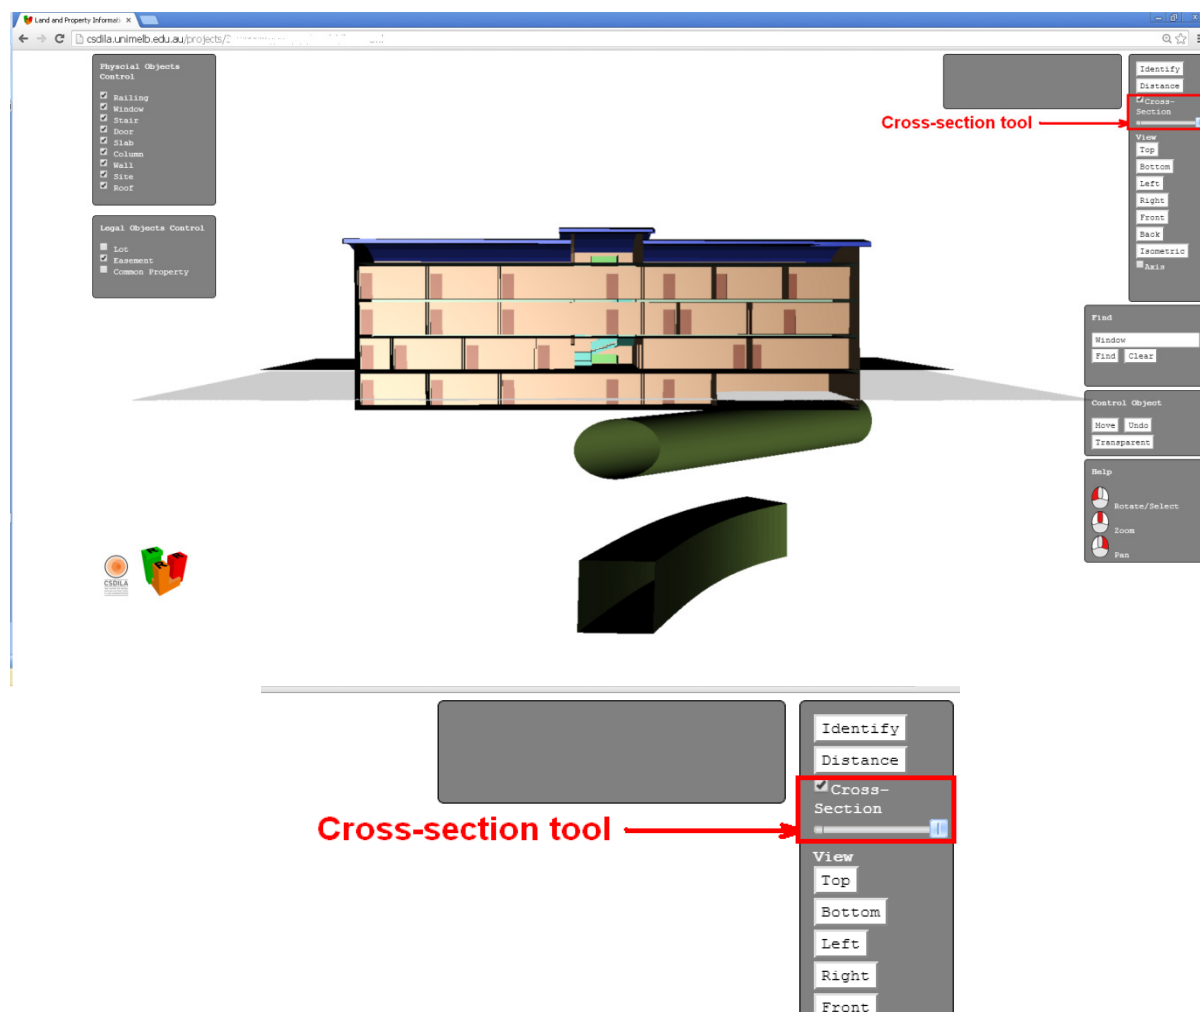 Land and Property Informati
csdila.unimelb.edu.au/projects/
Physcial Objects
Control
Railing
Window
Stair
Door
Slab
Column
Wall
Site
Roof
Legal Objects Control
Lot
Easement
Common Property
Cross-section tool
Identify
Distance
Cross-
Section
View
Top
Bottom
Left
Right
Front
Back
Isometric
Axis
Find
Window
Find Clear
Control Object
Move Undo
Transparent
Help
Rotate/Select
Zoom
Pan
CSDILA
Identify
Distance
Cross-
Section
Cross-section tool
View
Top
Bottom
Left
Right
Front